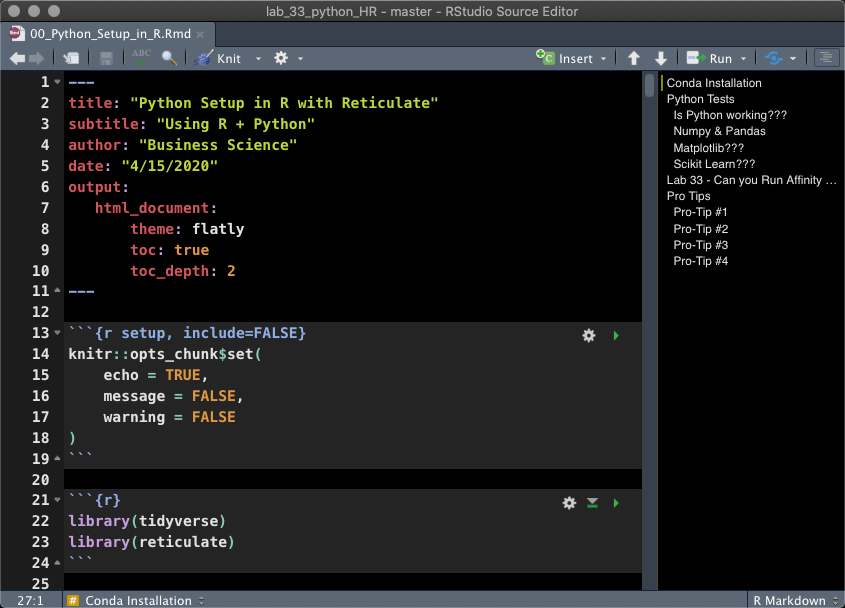 lab_33_python_HR - master - RStudio Source Editor
00_Python_Setup_in_R.Rmd
ABC Knit Insert Run
1 ---
2 title: "Python Setup in R with Reticulate"
3 subtitle: "Using R + Python"
4 author: "Business Science"
5 date: "4/15/2020"
6 output:
7 html_document:
8 theme: flatly
9 toc: true
10 toc_depth: 2
11 ---
12
13 ```{r setup, include=FALSE}
14 knitr::opts_chunk$set(
15 echo = TRUE,
16 message = FALSE,
17 warning = FALSE
18 )
19 ```
20
21 ```{r}
22 library(tidyverse)
23 library(reticulate)
24 ```
25
Conda Installation
Python Tests
Is Python working???
Numpy & Pandas
Matplotlib???
Scikit Learn???
Lab 33 - Can you Run Affinity ...
Pro Tips
Pro-Tip #1
Pro-Tip #2
Pro-Tip #3
Pro-Tip #4
27:1 # Conda Installation R Markdown